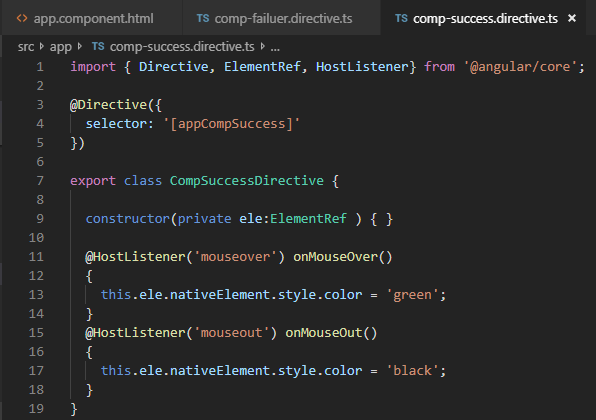 app.component.html TS comp-failuer.directive.ts TS comp-success.directive.ts ×
src > app > TS comp-success.directive.ts > ...
1 import { Directive, ElementRef, HostListener} from '@angular/core';
2
3 @Directive({
4   selector: '[appCompSuccess]'
5 })
6
7 export class CompSuccessDirective {
8
9   constructor(private ele:ElementRef ) { }
10
11   @HostListener('mouseover') onMouseOver()
12   {
13     this.ele.nativeElement.style.color = 'green';
14   }
15   @HostListener('mouseout') onMouseOut()
16   {
17     this.ele.nativeElement.style.color = 'black';
18   }
19 }